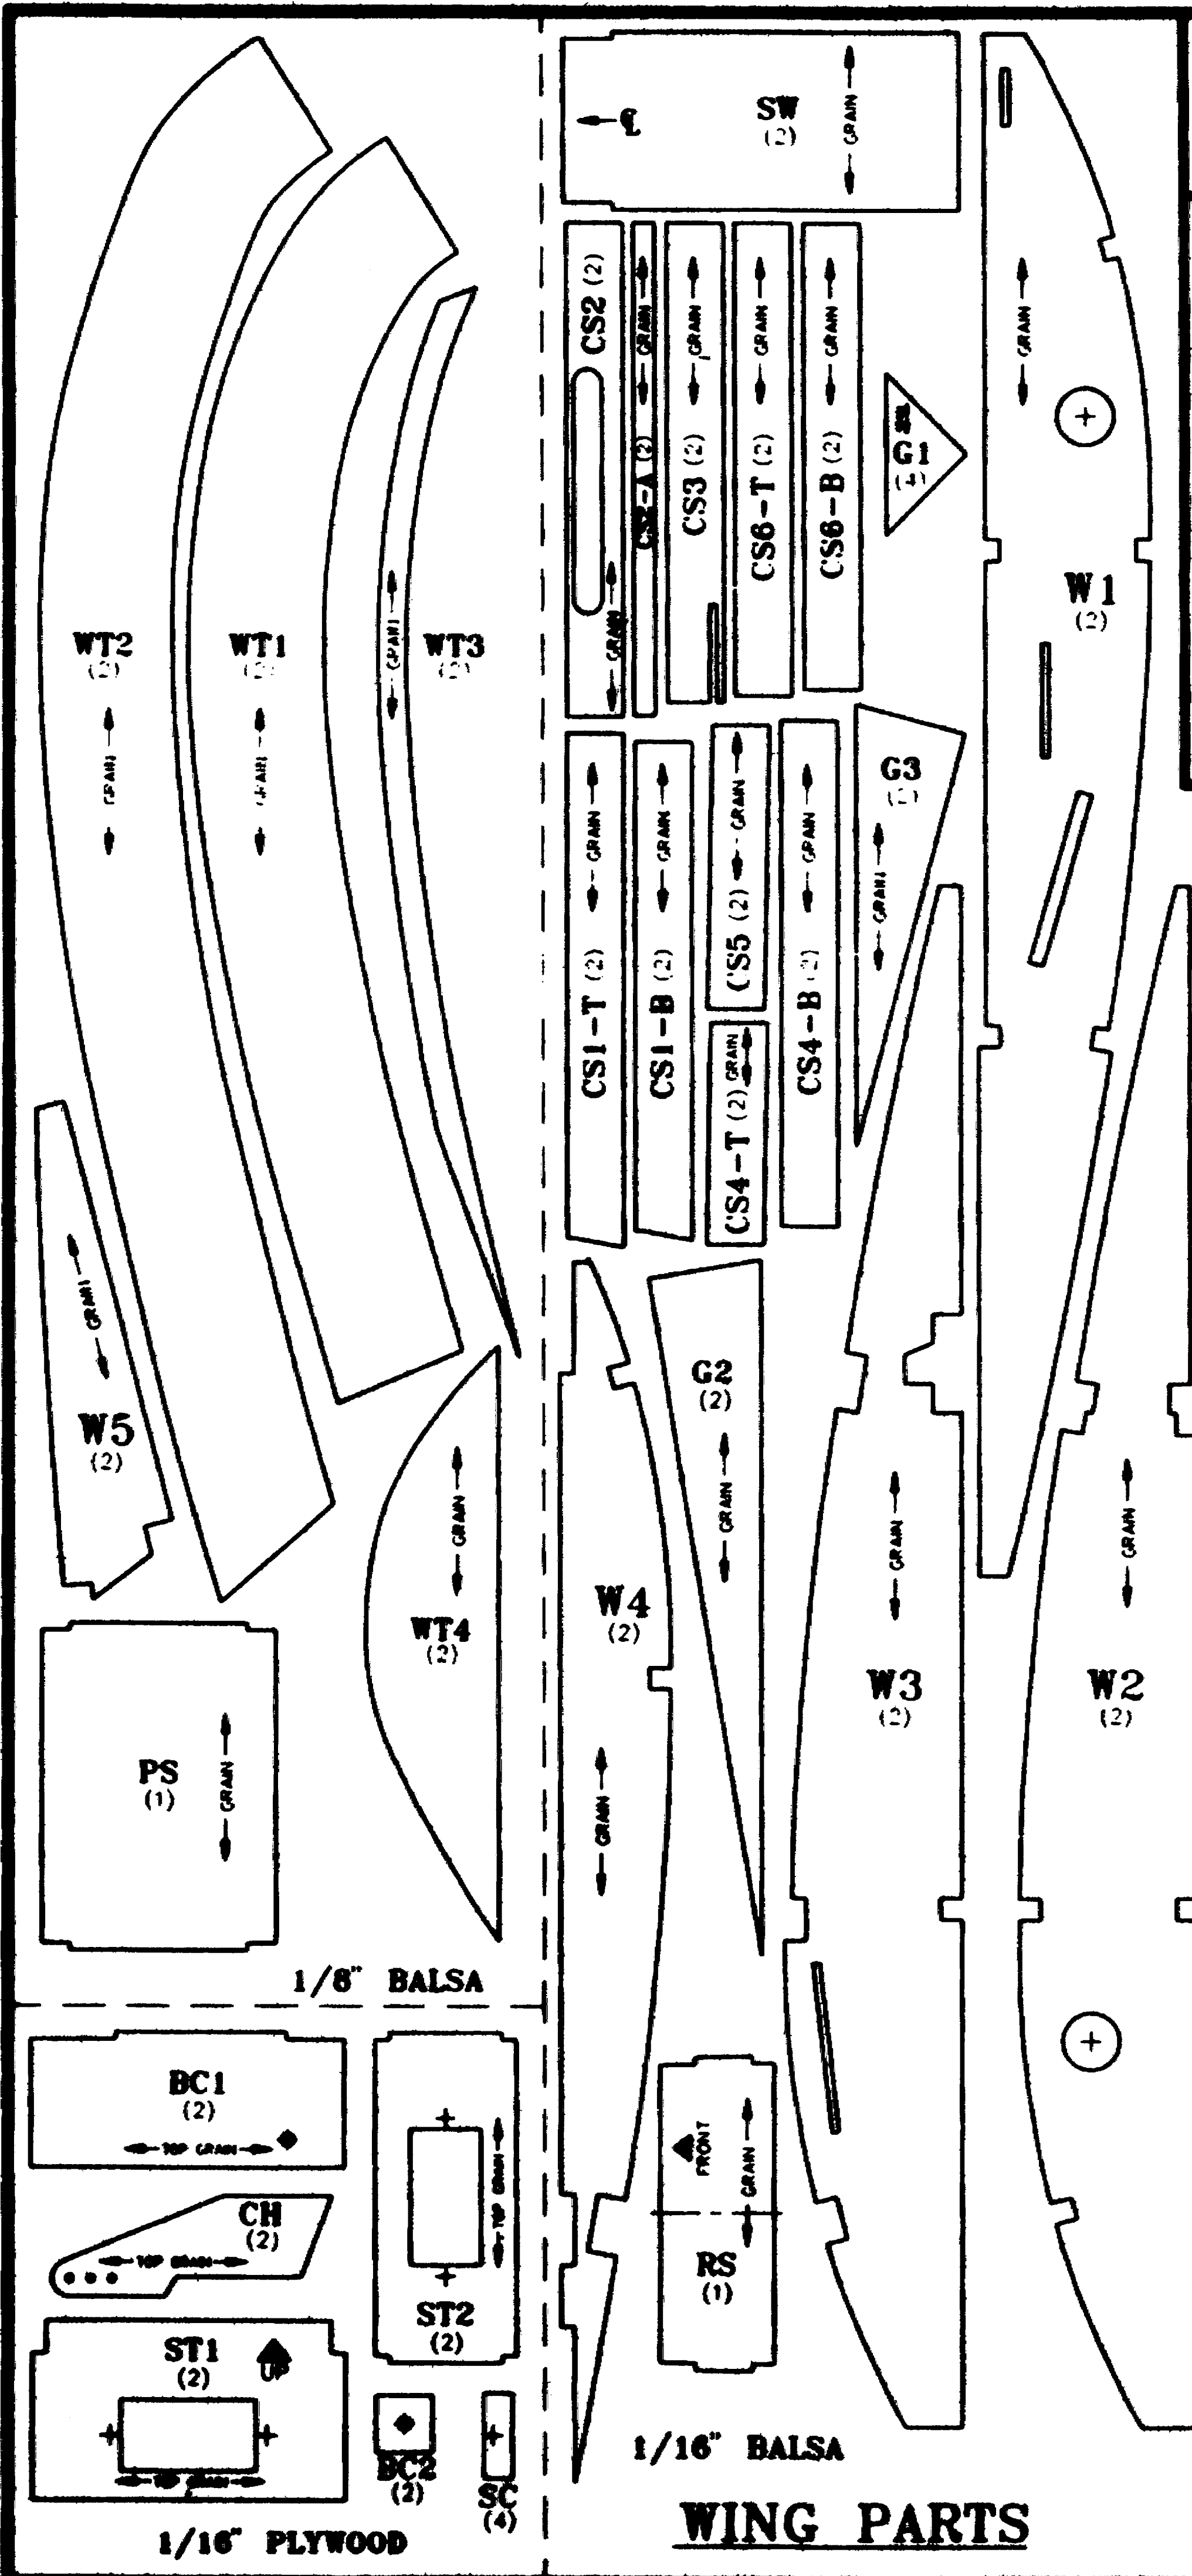 WT2
(2)
GRAIN
WT1
(2)
GRAIN
WT3
(2)
GRAIN
W5
(2)
GRAIN
WT4
(2)
GRAIN
PS
(1)
GRAIN
1/8" BALSA
BC1
(2)
TOP GRAIN
CH
(2)
TOP GRAIN
ST1
(2)
UP
TOP GRAIN
ST2
(2)
TOP GRAIN
BC2
(2)
SC
(4)
1/16" PLYWOOD
℄
SW
(2)
GRAIN
CS2 (2)
GRAIN
CS2-A (2)
GRAIN
CS3 (2)
GRAIN
CS6-T (2)
GRAIN
CS6-B (2)
GRAIN
G1
(4)
W1
(2)
GRAIN
CS1-T (2)
GRAIN
CS1-B (2)
GRAIN
CS5 (2)
GRAIN
CS4-T (2)
GRAIN
CS4-B (2)
GRAIN
G3
GRAIN
G2
(2)
GRAIN
W4
(2)
GRAIN
W3
(2)
GRAIN
W2
(2)
GRAIN
FRONT
GRAIN
RS
(1)
1/16" BALSA
WING PARTS